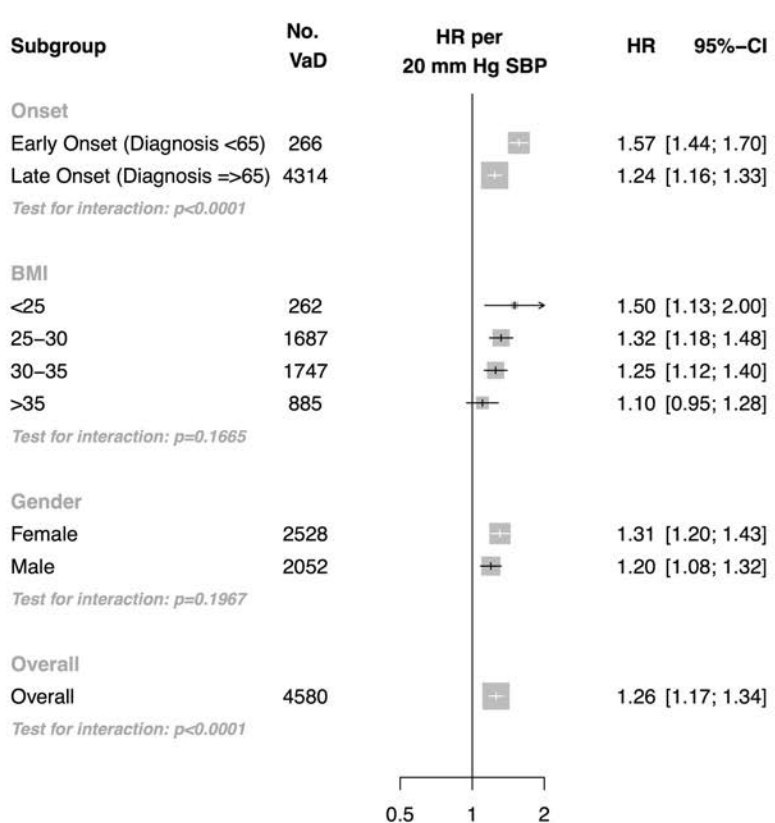 Subgroup No. VaD HR per 20 mm Hg SBP HR 95%–CI
Onset
Early Onset (Diagnosis <65) 266 1.57 [1.44; 1.70]
Late Onset (Diagnosis =>65) 4314 1.24 [1.16; 1.33]
Test for interaction: p<0.0001
BMI
<25 262 1.50 [1.13; 2.00]
25–30 1687 1.32 [1.18; 1.48]
30–35 1747 1.25 [1.12; 1.40]
>35 885 1.10 [0.95; 1.28]
Test for interaction: p=0.1665
Gender
Female 2528 1.31 [1.20; 1.43]
Male 2052 1.20 [1.08; 1.32]
Test for interaction: p=0.1967
Overall
Overall 4580 1.26 [1.17; 1.34]
Test for interaction: p<0.0001
0.5 1 2